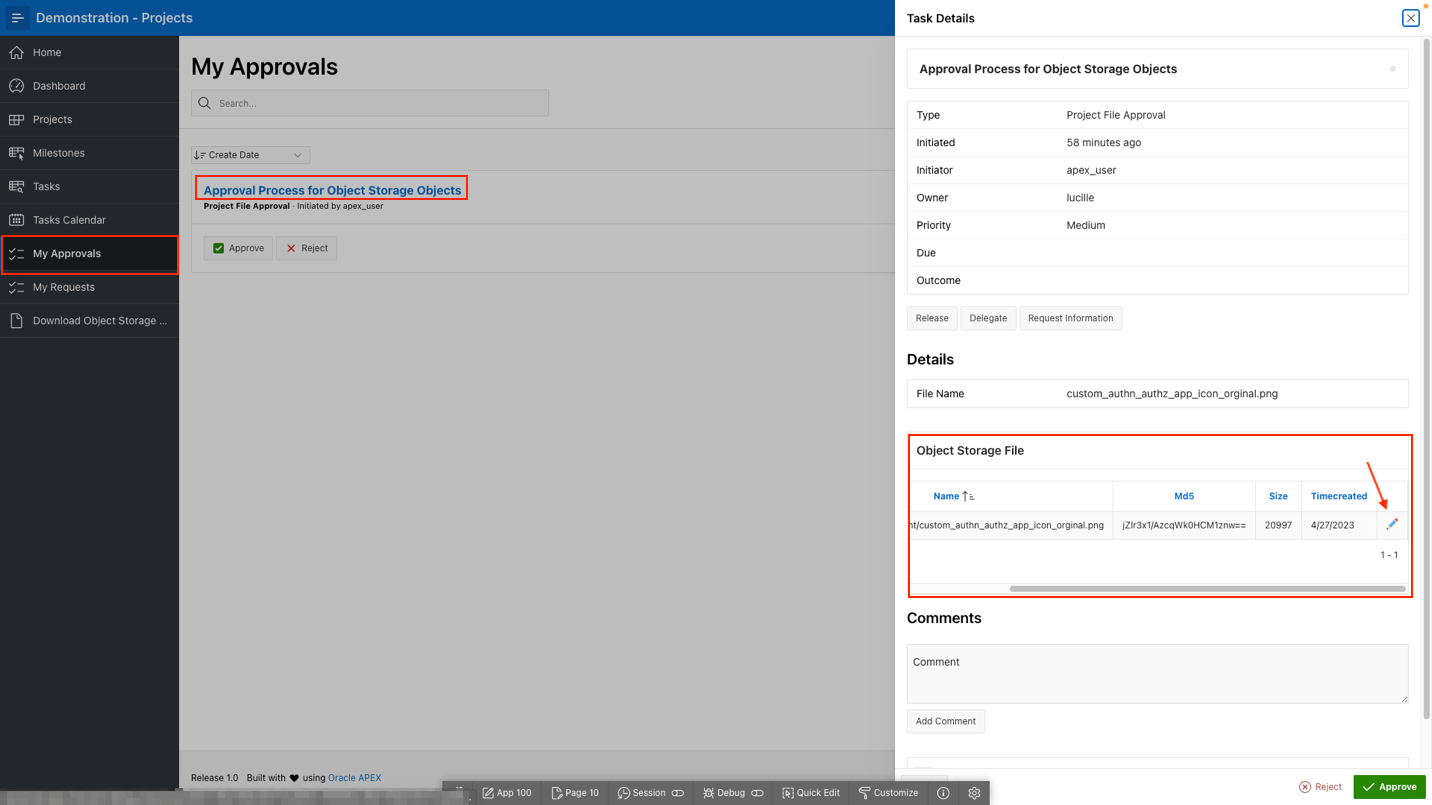 Demonstration - Projects
Home
Dashboard
Projects
Milestones
Tasks
Tasks Calendar
My Approvals
My Requests
Download Object Storage ...
My Approvals
Search...
Create Date
Approval Process for Object Storage Objects
Project File Approval · Initiated by apex_user
Approve
Reject
Release 1.0 Built with using Oracle APEX
Task Details
Approval Process for Object Storage Objects
Type Project File Approval
Initiated 58 minutes ago
Initiator apex_user
Owner lucille
Priority Medium
Due
Outcome
Release
Delegate
Request Information
Details
File Name custom_authn_authz_app_icon_orginal.png
Object Storage File
Name Md5 Size Timecreated
nt/custom_authn_authz_app_icon_orginal.png 20997 4/27/2023
1 - 1
Comments
Comment
Add Comment
Reject
Approve
App 100
Page 10
Session
Debug
Quick Edit
Customize